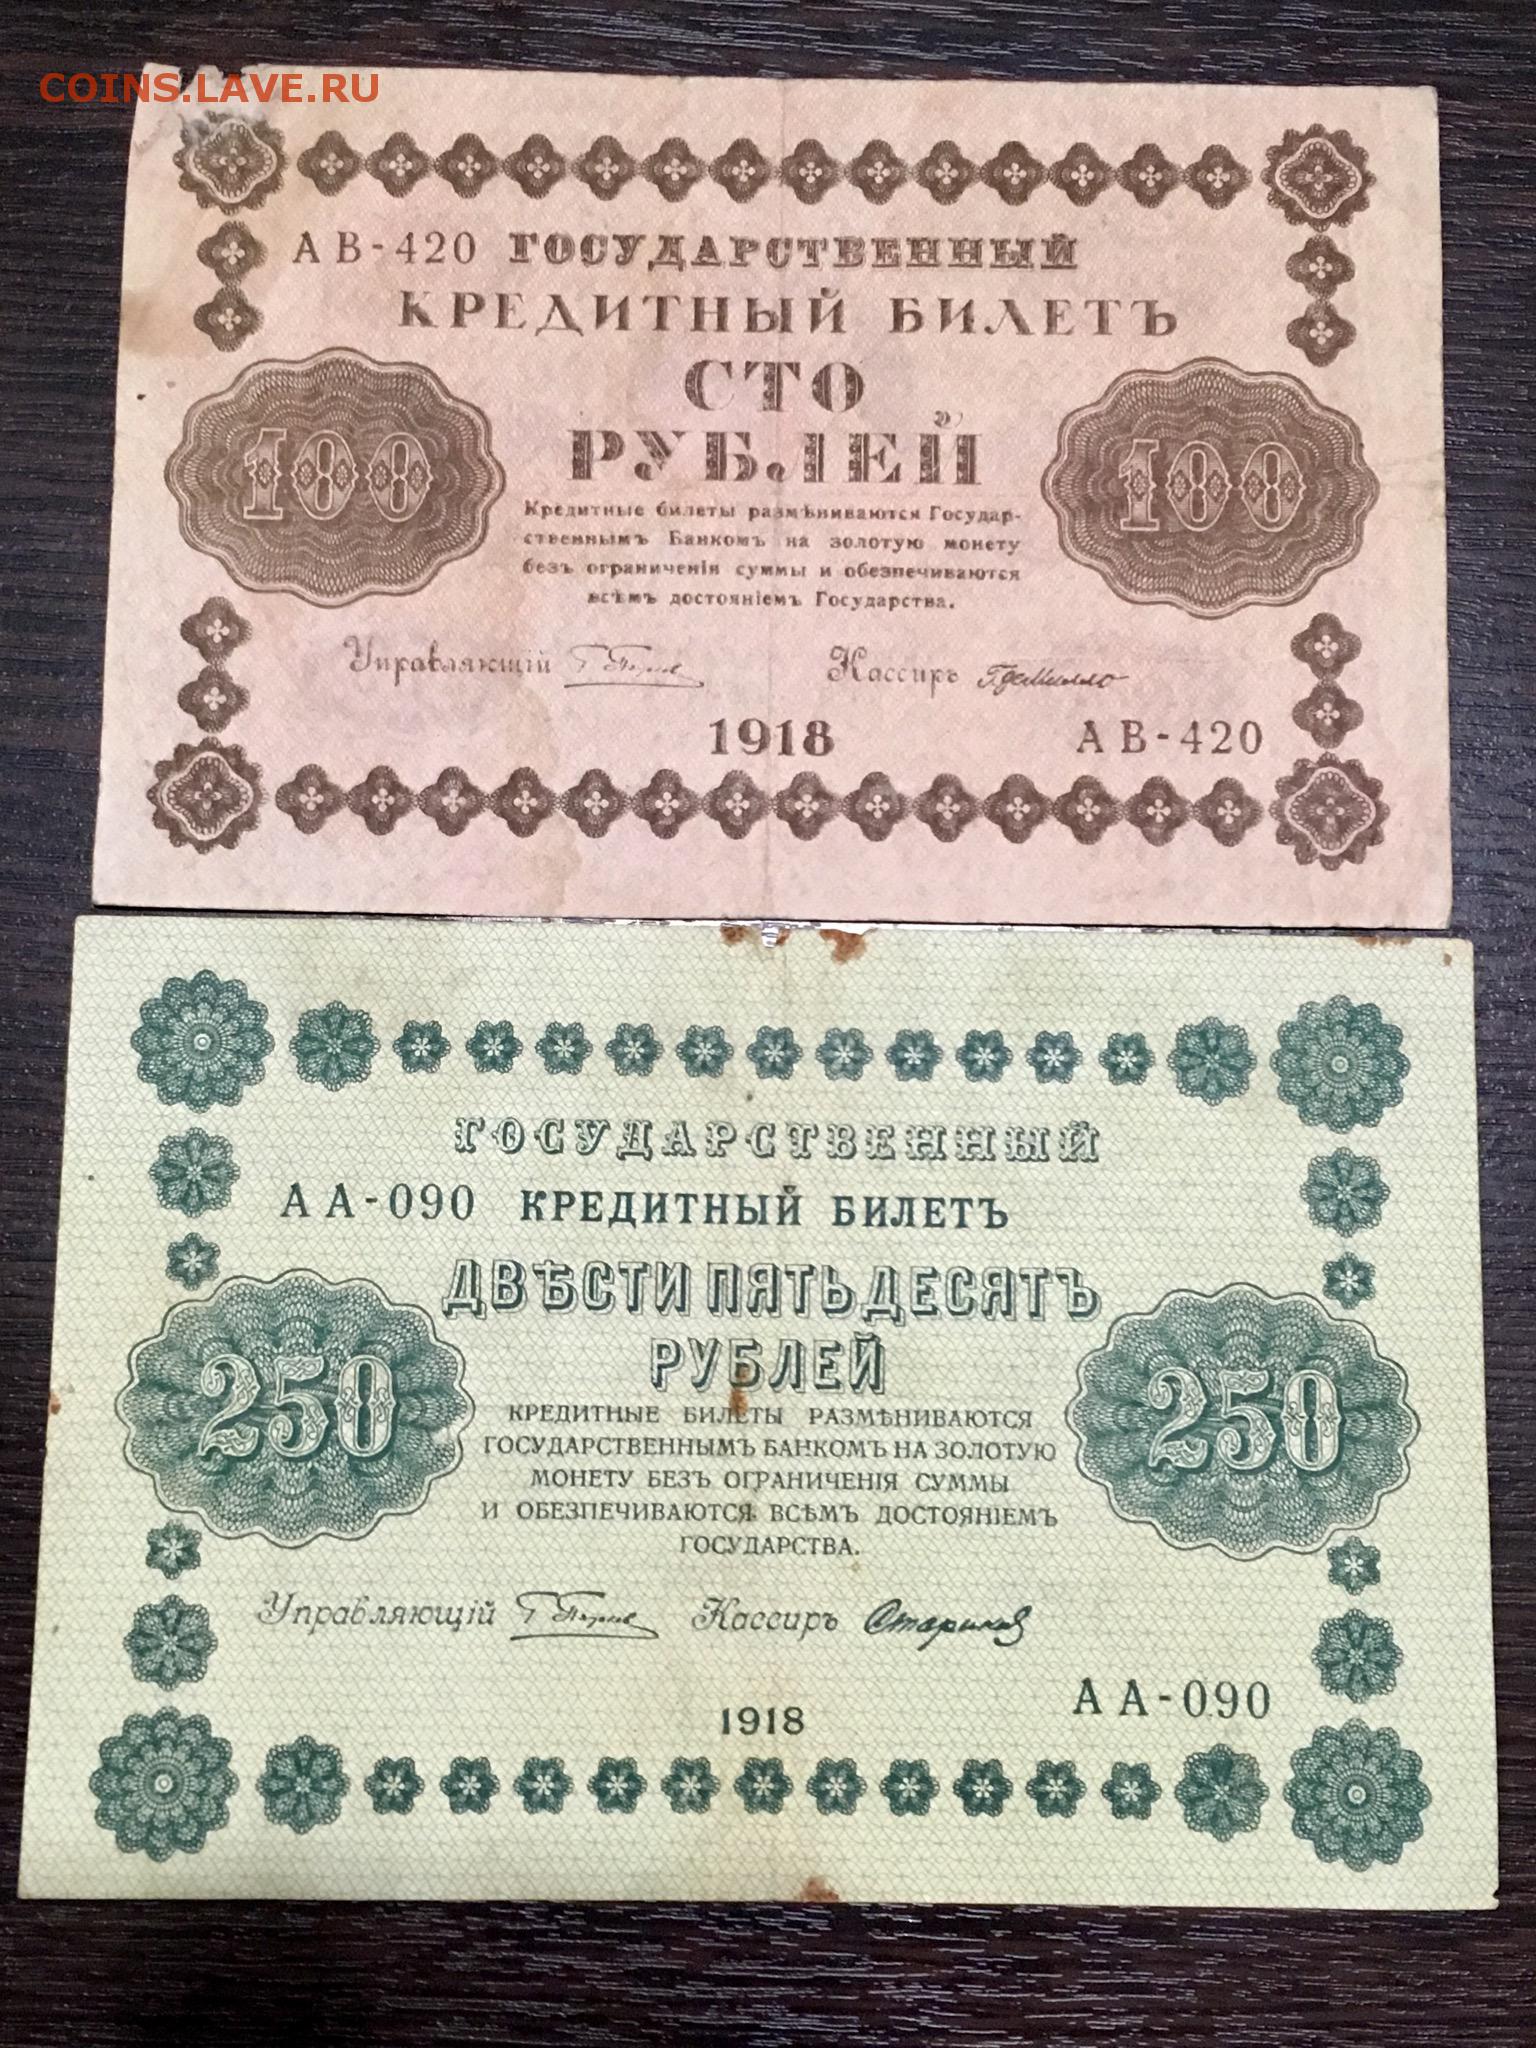 COINS.LAVE.RU
АВ-420 ГОСУДАРСТВЕННЫЙ
КРЕДИТНЫЙ БИЛЕТЪ
СТО
РУБЛЕЙ
100 100
Кредитные билеты размѣниваются Государ-
ственнымъ Банкомъ на золотую монету
безъ ограниченія суммы и обезпечиваются
всѣмъ достояніемъ Государства.
Управляющій Кассиръ Г. деМилло
1918 АВ-420
ГОСУДАРСТВЕННЫЙ
АА-090 КРЕДИТНЫЙ БИЛЕТЪ
ДВѢСТИ ПЯТЬДЕСЯТЪ
РУБЛЕЙ
250 250
КРЕДИТНЫЕ БИЛЕТЫ РАЗМѢНИВАЮТСЯ
ГОСУДАРСТВЕННЫМЪ БАНКОМЪ НА ЗОЛОТУЮ
МОНЕТУ БЕЗЪ ОГРАНИЧЕНІЯ СУММЫ
И ОБЕЗПЕЧИВАЮТСЯ ВСѢМЪ ДОСТОЯНІЕМЪ
ГОСУДАРСТВА.
Управляющій Кассиръ Стариков
АА-090
1918